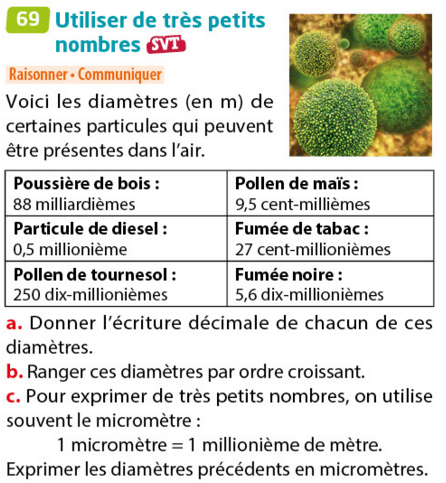 69 Utiliser de très petits
nombres SVT
Raisonner • Communiquer
Voici les diamètres (en m) de
certaines particules qui peuvent
être présentes dans l'air.
Poussière de bois :
88 milliardièmes
Pollen de maïs :
9,5 cent-millièmes
Particule de diesel :
0,5 millionième
Fumée de tabac :
27 cent-millionièmes
Pollen de tournesol :
250 dix-millionièmes
Fumée noire :
5,6 dix-millionièmes
a. Donner l'écriture décimale de chacun de ces
diamètres.
b. Ranger ces diamètres par ordre croissant.
c. Pour exprimer de très petits nombres, on utilise
souvent le micromètre :
1 micromètre = 1 millionième de mètre.
Exprimer les diamètres précédents en micromètres.